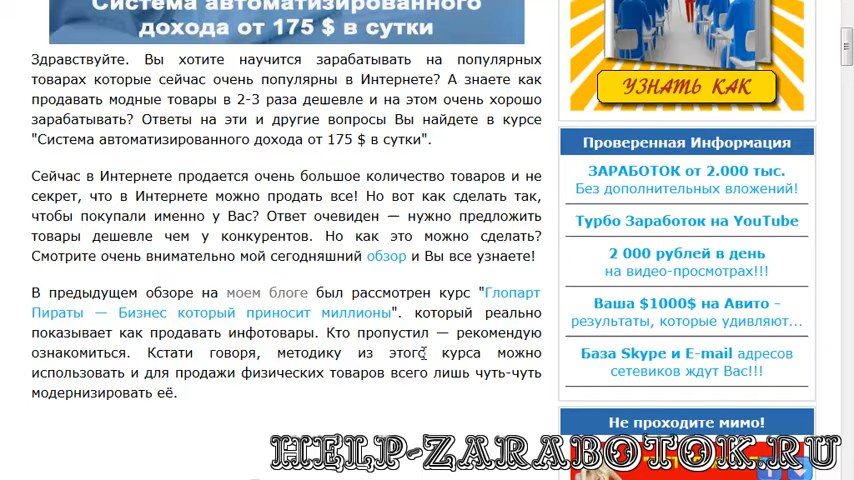 Система автоматизированного
дохода от 175 $ в сутки
Здравствуйте. Вы хотите научится зарабатывать на популярных
товарах которые сейчас очень популярны в Интернете? А знаете как
продавать модные товары в 2-3 раза дешевле и на этом очень хорошо
зарабатывать? Ответы на эти и другие вопросы Вы найдете в курсе
"Система автоматизированного дохода от 175 $ в сутки".
Сейчас в Интернете продается очень большое количество товаров и не
секрет, что в Интернете можно продать все! Но вот как сделать так,
чтобы покупали именно у Вас? Ответ очевиден — нужно предложить
товары дешевле чем у конкурентов. Но как это можно сделать?
Смотрите очень внимательно мой сегодняшний обзор и Вы все узнаете!
В предыдущем обзоре на моем блоге был рассмотрен курс "Глопарт
Пираты — Бизнес который приносит миллионы". который реально
показывает как продавать инфотовары. Кто пропустил — рекомендую
ознакомиться. Кстати говоря, методику из этого курса можно
использовать и для продажи физических товаров всего лишь чуть-чуть
модернизировать её.
УЗНАТЬ КАК
Проверенная Информация
ЗАРАБОТОК от 2.000 тыс.
Без дополнительных вложений!
Турбо Заработок на YouTube
2 000 рублей в день
на видео-просмотрах!!!
Ваша $1000$ на Авито –
результаты, которые удивляют...
База Skype и E-mail адресов
сетевиков ждут Вас!!!
Не проходите мимо!
HELP-ZARABOTOK.RU